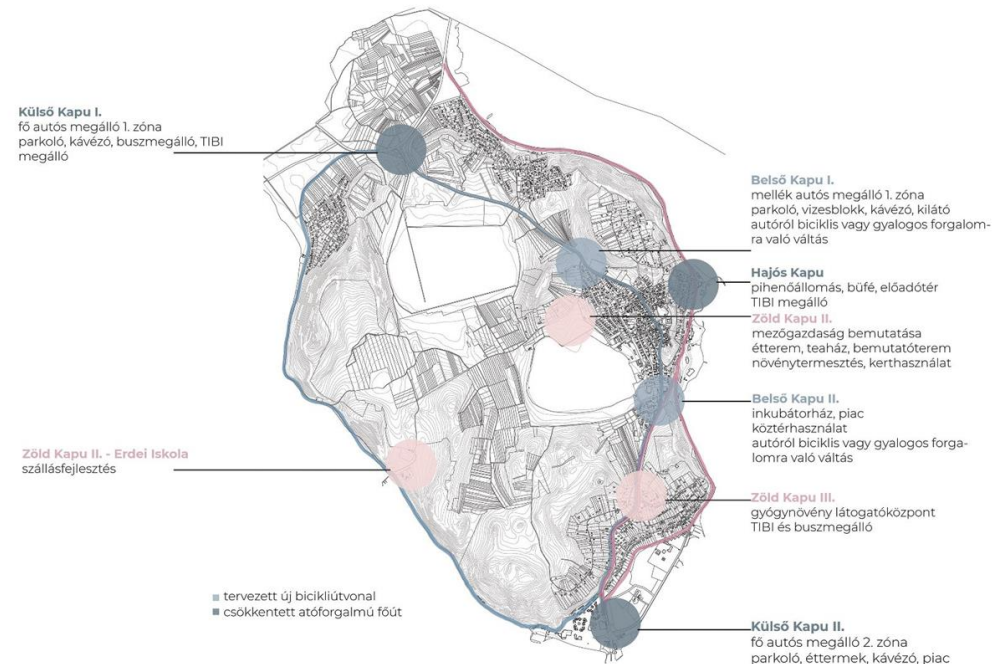 Külső Kapu I.
fő autós megálló 1. zóna
parkoló, kávézó, buszmegálló, TIBI
megálló
Belső Kapu I.
mellék autós megálló 1. zóna
parkoló, vizesblokk, kávézó, kilátó
autóról biciklis vagy gyalogos forgalom-
ra való váltás
Hajós Kapu
pihenőállomás, büfé, előadótér
TIBI megálló
Zöld Kapu II.
mezőgazdaság bemutatása
étterem, teaház, bemutatóterem
növénytermesztés, kerthasználat
Belső Kapu II.
inkubátorház, piac
köztérhasználat
autóról biciklis vagy gyalogos forga-
lomra való váltás
Zöld Kapu II. - Erdei Iskola
szállásfejlesztés
Zöld Kapu III.
gyógynövény látogatóközpont
TIBI és buszmegálló
tervezett új bicikliútvonal
csökkentett atóforgalmú főút
Külső Kapu II.
fő autós megálló 2. zóna
parkoló, éttermek, kávézó, piac